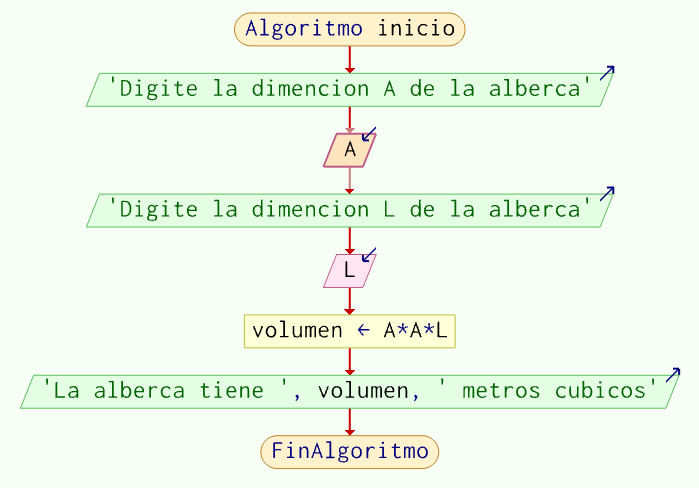 Algoritmo inicio
'Digite la dimencion A de la alberca'
A
'Digite la dimencion L de la alberca'
L
volumen ← A*A*L
'La alberca tiene ', volumen, ' metros cubicos'
FinAlgoritmo